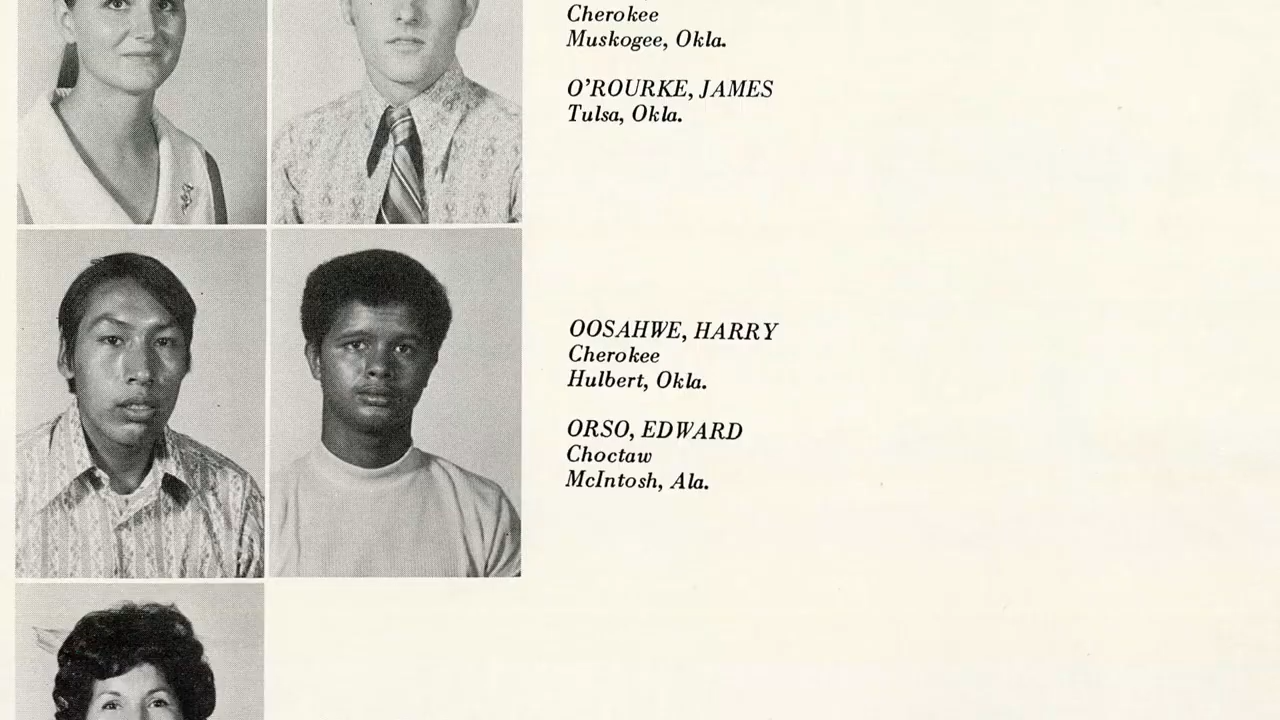 Cherokee
Muskogee, Okla.
O'ROURKE, JAMES
Tulsa, Okla.
OOSAHWE, HARRY
Cherokee
Hulbert, Okla.
ORSO, EDWARD
Choctaw
McIntosh, Ala.